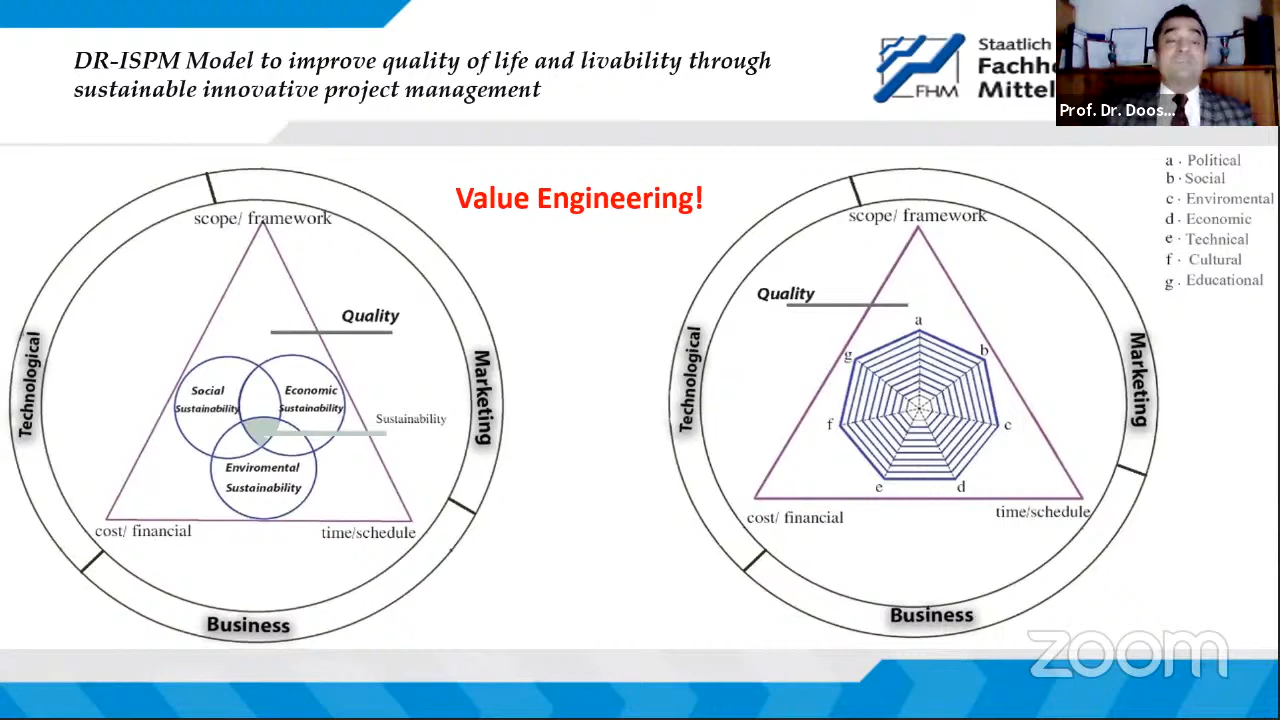 DR-ISPM Model to improve quality of life and livability through
sustainable innovative project management
FHM
Staatlich
Fachho
Mittel
Prof. Dr. Doos...
Value Engineering!
scope/ framework
Quality
Technological
Marketing
Social
Sustainability
Economic
Sustainability
Sustainability
Enviromental
Sustainability
cost/ financial
time/schedule
Business
scope/ framework
Quality
Technological
Marketing
a
b
c
d
e
f
g
cost/ financial
time/schedule
Business
a . Political
b . Social
c . Enviromental
d . Economic
e . Technical
f . Cultural
g . Educational
zoom